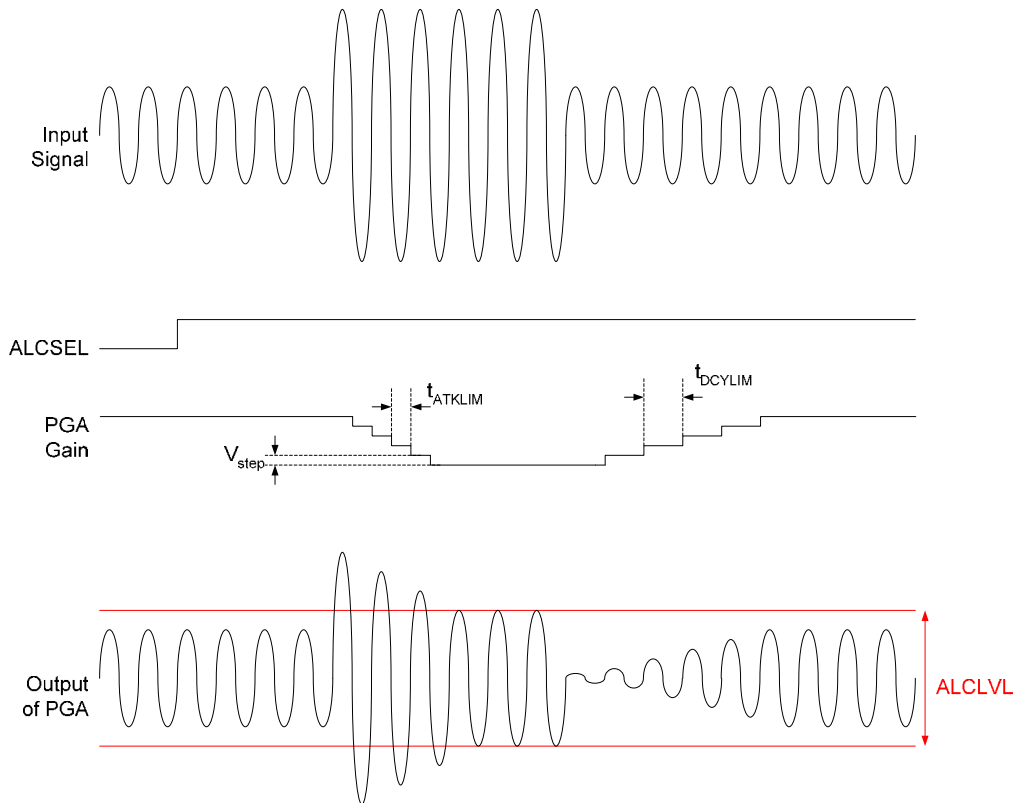 Input
Signal
ALCSEL
tATKLIM
tDCYLIM
PGA
Gain
Vstep
Output
of PGA
ALCLVL